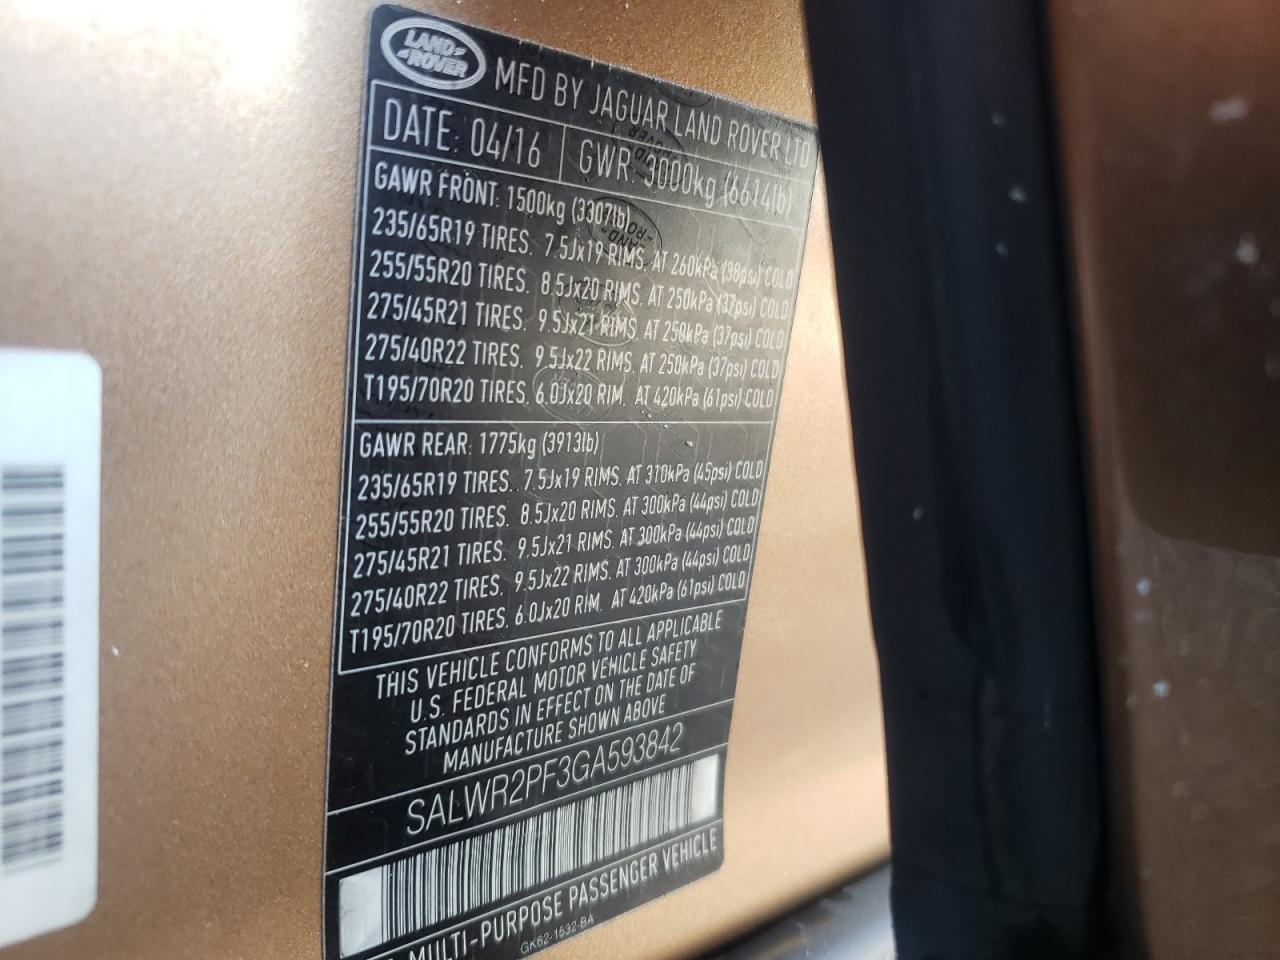 LAND
ROVER
MFD BY JAGUAR LAND ROVER LTD
DATE: 04/16 GWR: 3000kg (6614lb)
GAWR FRONT: 1500kg (3307lb)
235/65R19 TIRES. 7.5Jx19 RIMS. AT 260kPa (38psi) COLD
255/55R20 TIRES. 8.5Jx20 RIMS. AT 250kPa (37psi) COLD
275/45R21 TIRES. 9.5Jx21 RIMS. AT 250kPa (37psi) COLD
275/40R22 TIRES. 9.5Jx22 RIMS. AT 250kPa (37psi) COLD
T195/70R20 TIRES. 6.0Jx20 RIM. AT 420kPa (61psi) COLD
GAWR REAR: 1775kg (3913lb)
235/65R19 TIRES. 7.5Jx19 RIMS. AT 310kPa (45psi) COLD
255/55R20 TIRES. 8.5Jx20 RIMS. AT 300kPa (44psi) COLD
275/45R21 TIRES. 9.5Jx21 RIMS. AT 300kPa (44psi) COLD
275/40R22 TIRES. 9.5Jx22 RIMS. AT 300kPa (44psi) COLD
T195/70R20 TIRES. 6.0Jx20 RIM. AT 420kPa (61psi) COLD
THIS VEHICLE CONFORMS TO ALL APPLICABLE
U.S. FEDERAL MOTOR VEHICLE SAFETY
STANDARDS IN EFFECT ON THE DATE OF
MANUFACTURE SHOWN ABOVE
SALWR2PF3GA593842
MULTI-PURPOSE PASSENGER VEHICLE
GK62-1532-BA